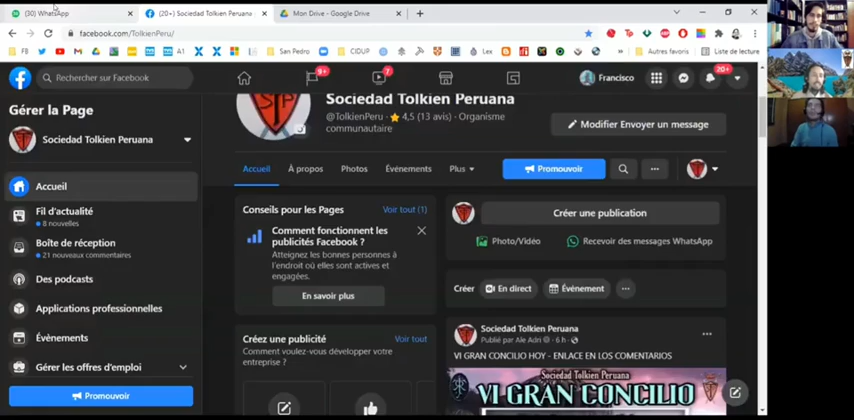 (30) WhatsApp
(20+) Sociedad Tolkien Peruana
Mon Drive - Google Drive
facebook.com/TolkienPeru/
FB
A1
San Pedro
CIDUP
Lex
Autres favoris
Liste de lecture
Rechercher sur Facebook
9+
7
Francisco
20+
Gérer la Page
Sociedad Tolkien Peruana
Accueil
Fil d'actualité
8 nouvelles
Boîte de réception
21 nouveaux commentaires
Des podcasts
Applications professionnelles
Évènements
Gérer les offres d'emploi
Promouvoir
Sociedad Tolkien Peruana
@TolkienPeru · 4,5 (13 avis) · Organisme
communautaire
Modifier Envoyer un message
Accueil
À propos
Photos
Évènements
Plus
Promouvoir
Conseils pour les Pages
Voir tout (1)
Comment fonctionnent les
publicités Facebook ?
Atteignez les bonnes personnes à
l'endroit où elles sont actives et
engagées.
En savoir plus
Créez une publicité
Voir tout
Comment voulez-vous développer votre
entreprise ?
Créer une publication
Photo/Vidéo
Recevoir des messages WhatsApp
Créer
En direct
Évènement
Sociedad Tolkien Peruana
Publié par Ale Adri · 6 h ·
VI GRAN CONCILIO HOY - ENLACE EN LOS COMENTARIOS
Sociedad Tolkien Peruana
VI GRAN CONCILIO